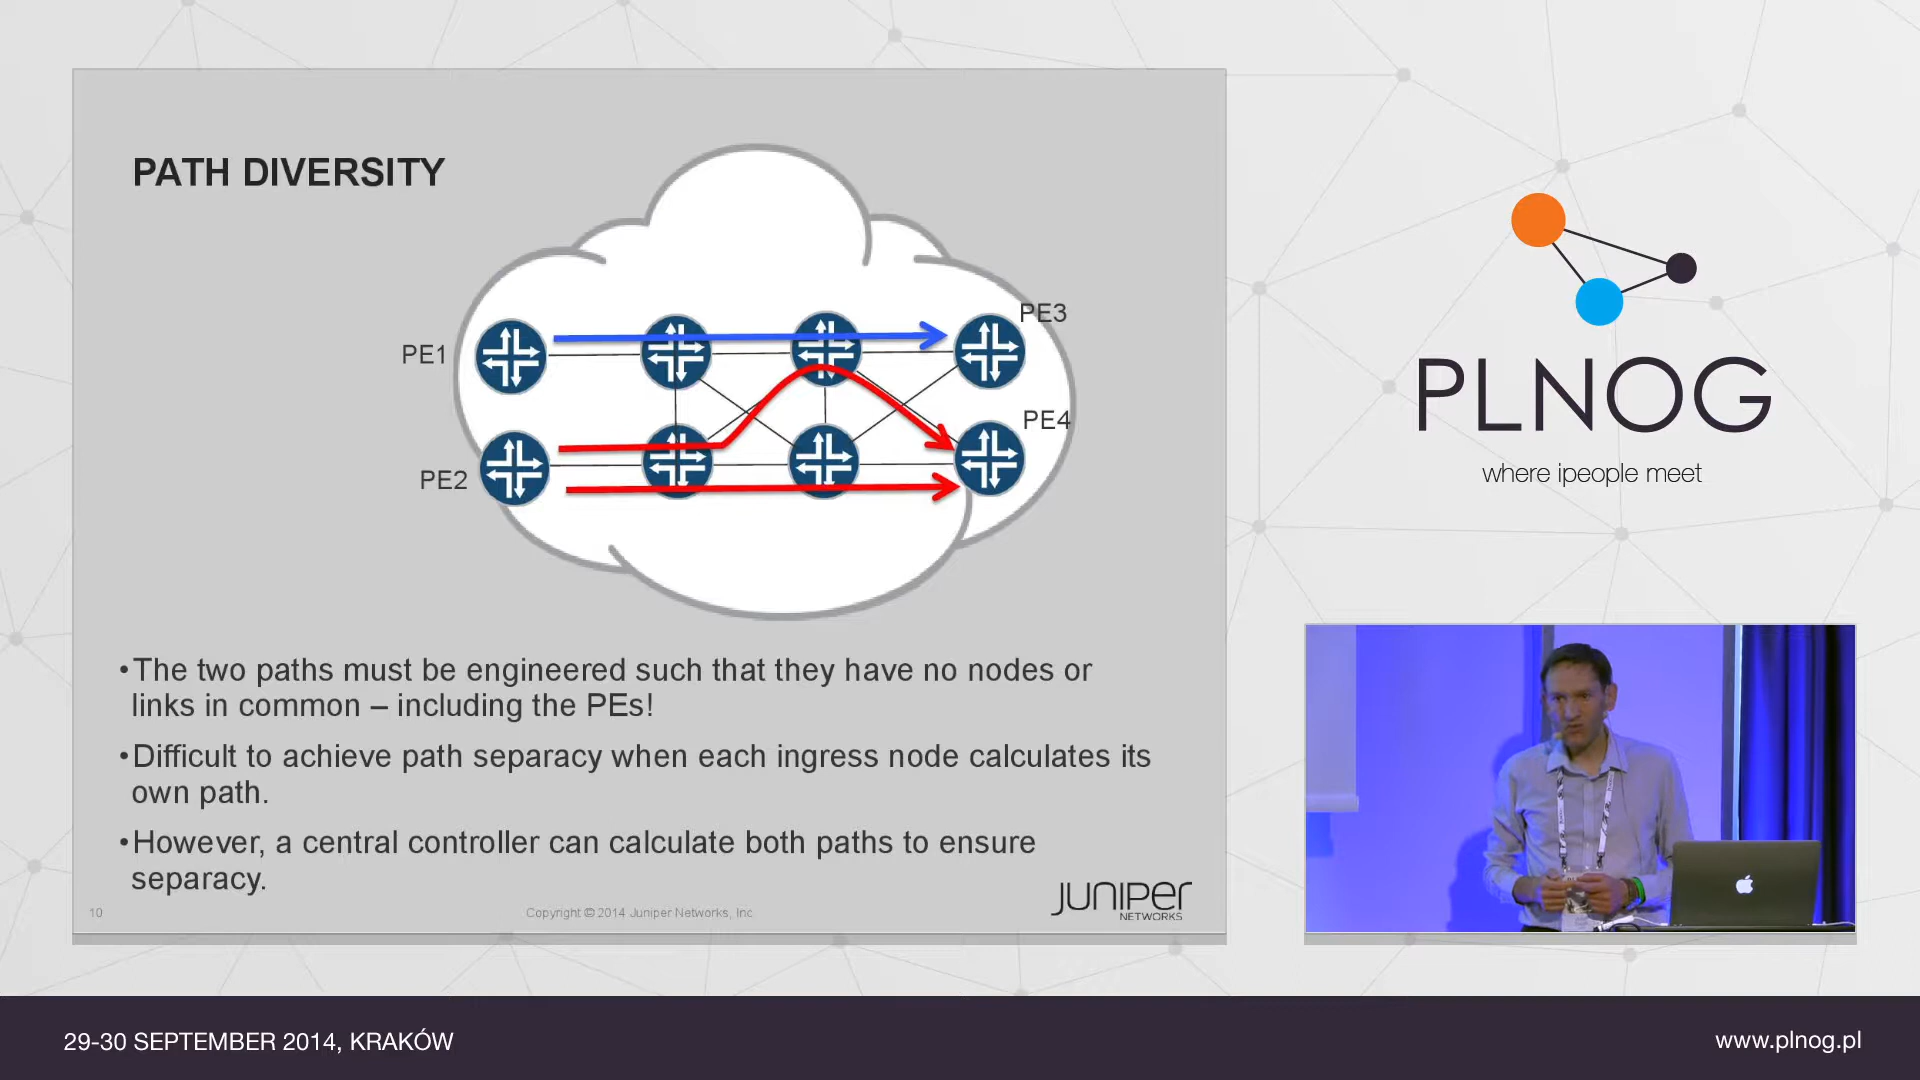 PATH DIVERSITY
PE1
PE2
PE3
PE4
•The two paths must be engineered such that they have no nodes or
links in common – including the PEs!
•Difficult to achieve path separacy when each ingress node calculates its
own path.
•However, a central controller can calculate both paths to ensure
separacy.
10
Copyright © 2014 Juniper Networks, Inc
JUNIPER
NETWORKS
PLNOG
where ipeople meet
29-30 SEPTEMBER 2014, KRAKÓW
www.plnog.pl